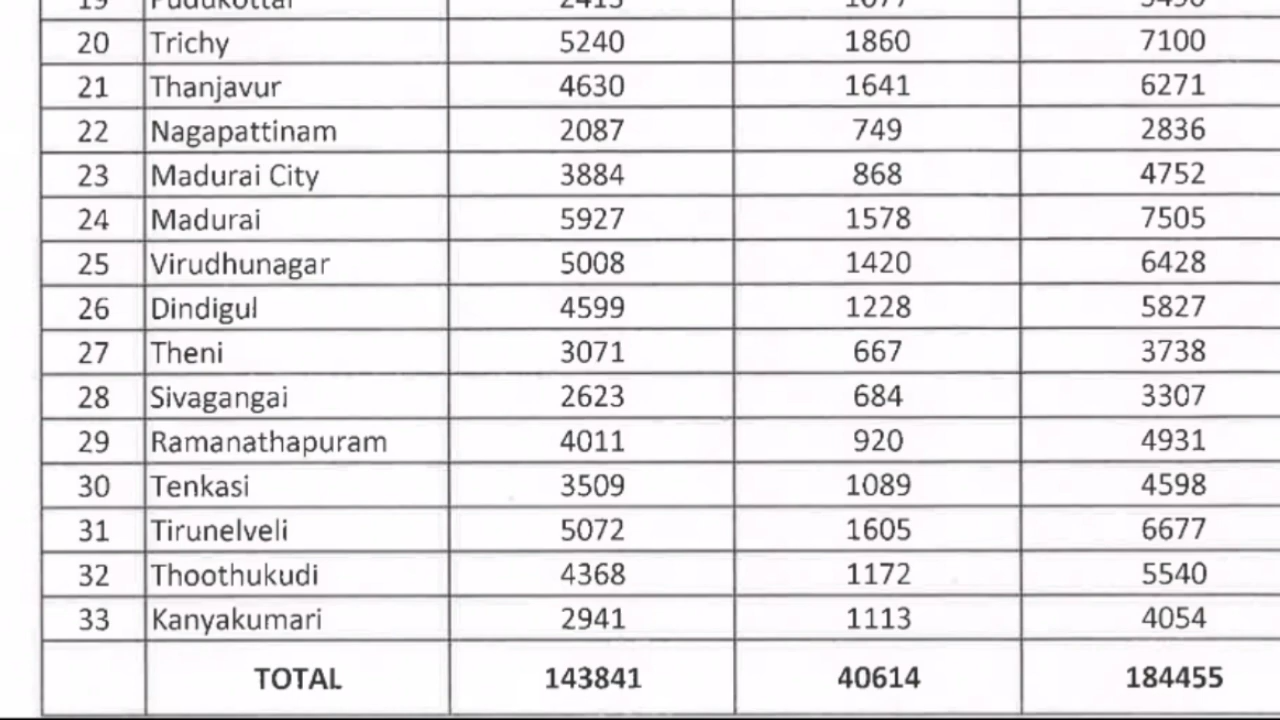 20 Trichy 5240 1860 7100
21 Thanjavur 4630 1641 6271
22 Nagapattinam 2087 749 2836
23 Madurai City 3884 868 4752
24 Madurai 5927 1578 7505
25 Virudhunagar 5008 1420 6428
26 Dindigul 4599 1228 5827
27 Theni 3071 667 3738
28 Sivagangai 2623 684 3307
29 Ramanathapuram 4011 920 4931
30 Tenkasi 3509 1089 4598
31 Tirunelveli 5072 1605 6677
32 Thoothukudi 4368 1172 5540
33 Kanyakumari 2941 1113 4054
TOTAL 143841 40614 184455